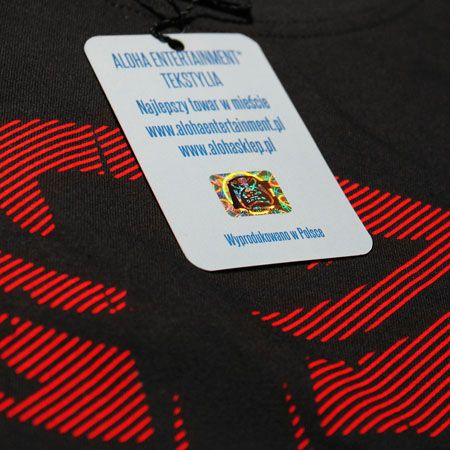 ALOHA ENTERTAINMENT®
TEKSTYLIA
Najlepszy towar w mieście
www.alohaentertainment.pl
www.alohasklep.pl
Wyprodukowano w Polsce